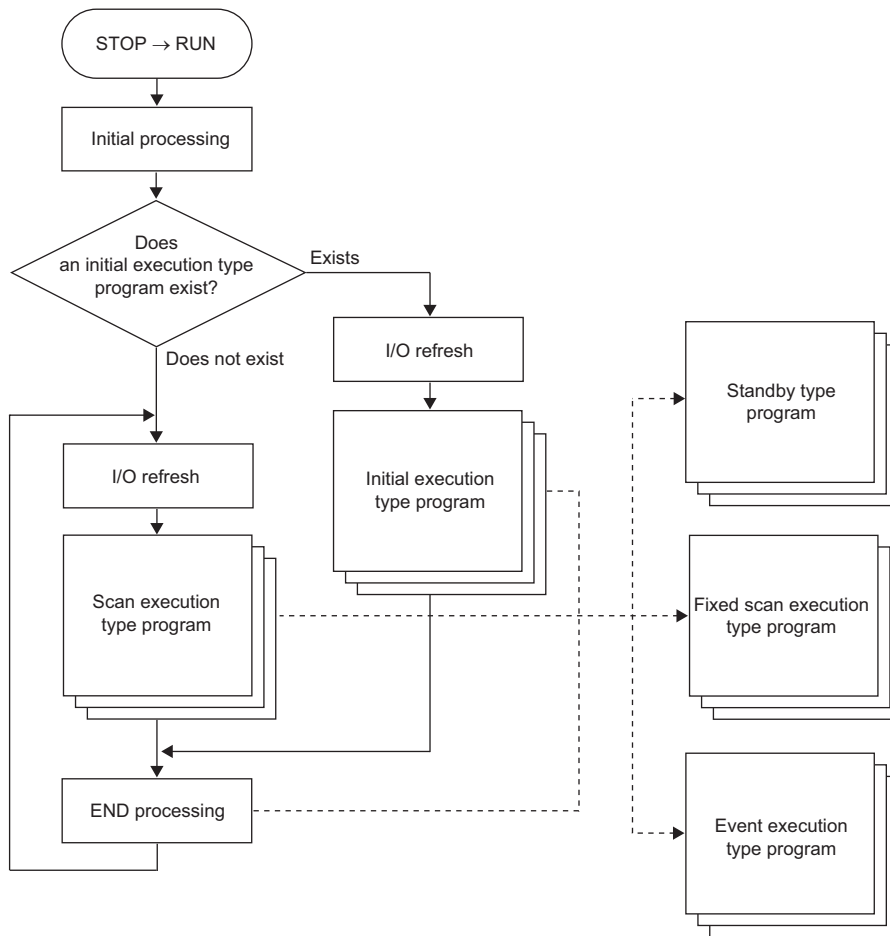 STOP → RUN
Initial processing
Does
an initial execution type
program exist?
Exists
Does not exist
I/O refresh
Initial execution
type program
I/O refresh
Scan execution
type program
END processing
Standby type
program
Fixed scan execution
type program
Event execution
type program